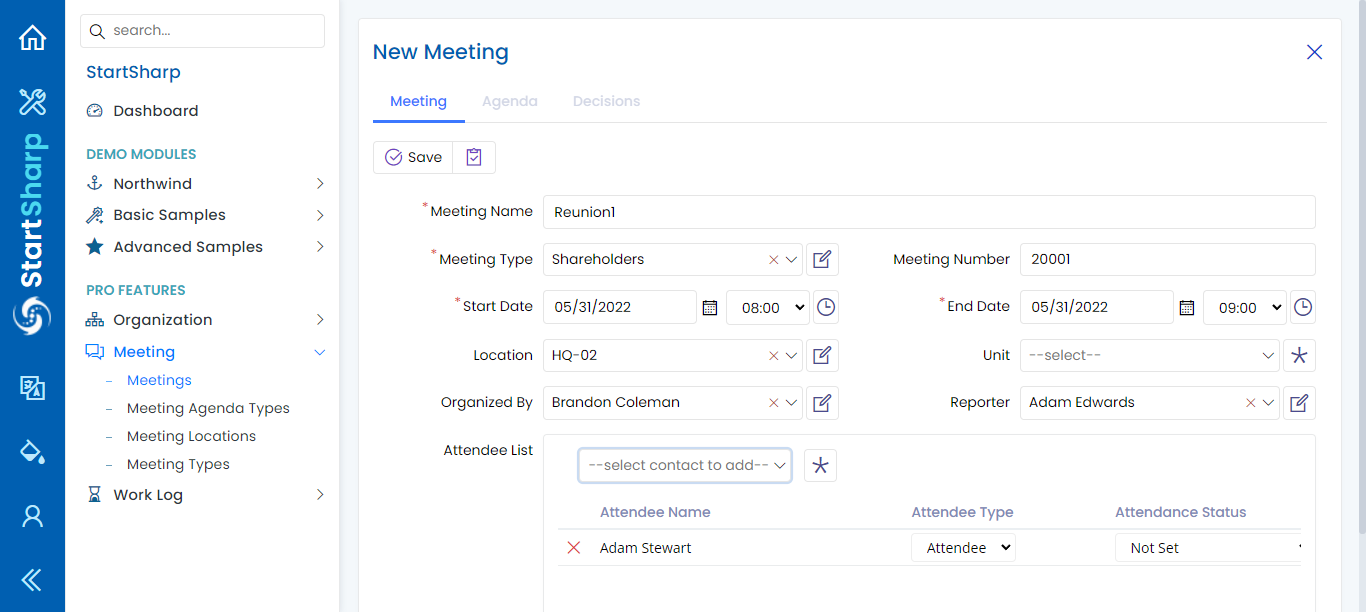 StartSharp
search...
StartSharp
Dashboard
DEMO MODULES
Northwind
Basic Samples
Advanced Samples
PRO FEATURES
Organization
Meeting
Meetings
Meeting Agenda Types
Meeting Locations
Meeting Types
Work Log
New Meeting
Meeting Agenda Decisions
Save
*Meeting Name Reunion1
*Meeting Type Shareholders Meeting Number 20001
*Start Date 05/31/2022 08:00 *End Date 05/31/2022 09:00
Location HQ-02 Unit --select--
Organized By Brandon Coleman Reporter Adam Edwards
Attendee List --select contact to add--
Attendee Name Attendee Type Attendance Status
Adam Stewart Attendee Not Set